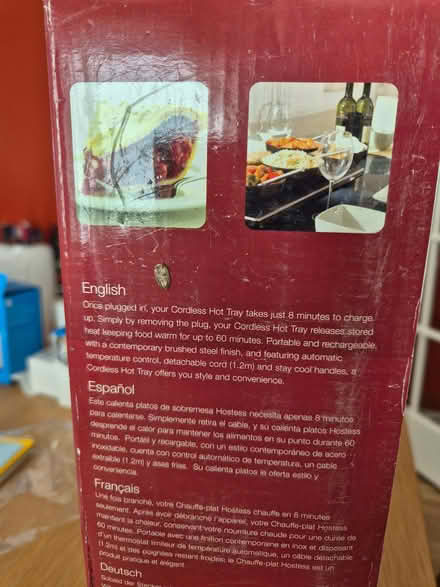 English
Once plugged in, your Cordless Hot Tray takes just 8 minutes to charge
up. Simply by removing the plug, your Cordless Hot Tray releases stored
heat keeping food warm for up to 60 minutes. Portable and rechargeable,
with a contemporary brushed steel finish, and featuring automatic
temperature control, detachable cord (1.2m) and stay cool handles, a
Cordless Hot Tray offers you style and convenience.
Español
Este calienta platos de sobremesa Hostess necesita apenas 8 minutos
para calentarse. Simplemente retira el cable, y su calienta platos Hostess
desprende el calor para mantener los alimentos en su punto durante 60
minutos. Portátil y recargable, con un estilo contemporáneo de acero
inoxidable, cuenta con control automático de temperatura, un cable
extraíble (1.2m) y asas frías. Su calienta platos le oferta estilo y
conveniencia.
Français
Une fois branché, votre Chauffe-plat Hostess chauffe en 8 minutes
seulement. Après avoir débranché l'appareil, votre Chauffe-plat Hostess
maintient la chaleur, conservant votre nourriture chaude pour une durée de
60 minutes. Portable avec une finition contemporaine en inox et disposant
d'un thermostat limiteur de température automatique, un câble détachable
(1.2m) et des poignées restant froides, le Chauffe-plat Hostess est un
produit pratique et élégant
Deutsch
Sobald der